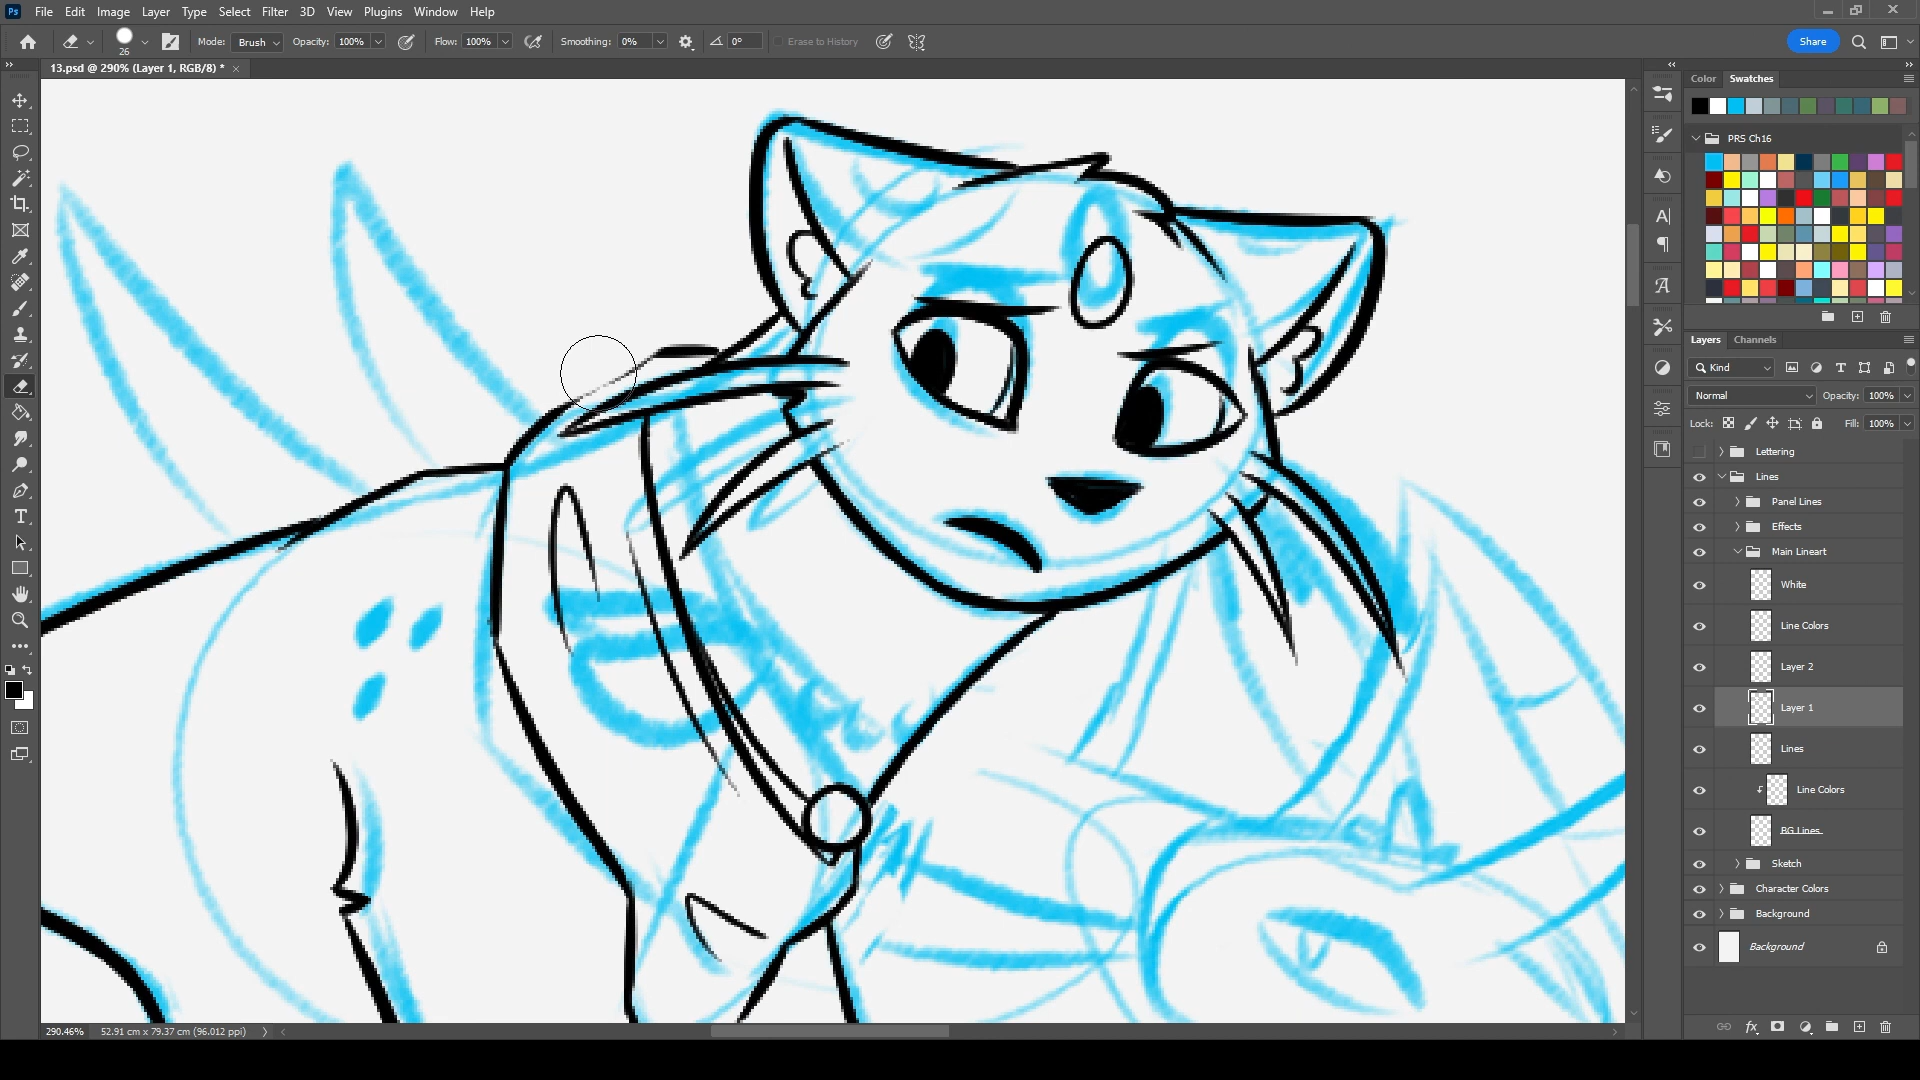 Ps File Edit Image Layer Type Select Filter 3D View Plugins Window Help
26 Mode: Brush Opacity: 100% Flow: 100% Smoothing: 0% 0° Erase to History Share
13.psd @ 290% (Layer 1, RGB/8) * ×
Color Swatches
PRS Ch16
Layers Channels
Kind
Normal Opacity: 100%
Lock: Fill: 100%
Lettering
Lines
Panel Lines
Effects
Main Lineart
White
Line Colors
Layer 2
Layer 1
Lines
Line Colors
BG Lines
Sketch
Character Colors
Background
Background
290.46% 52.91 cm x 79.37 cm (96.012 ppi)